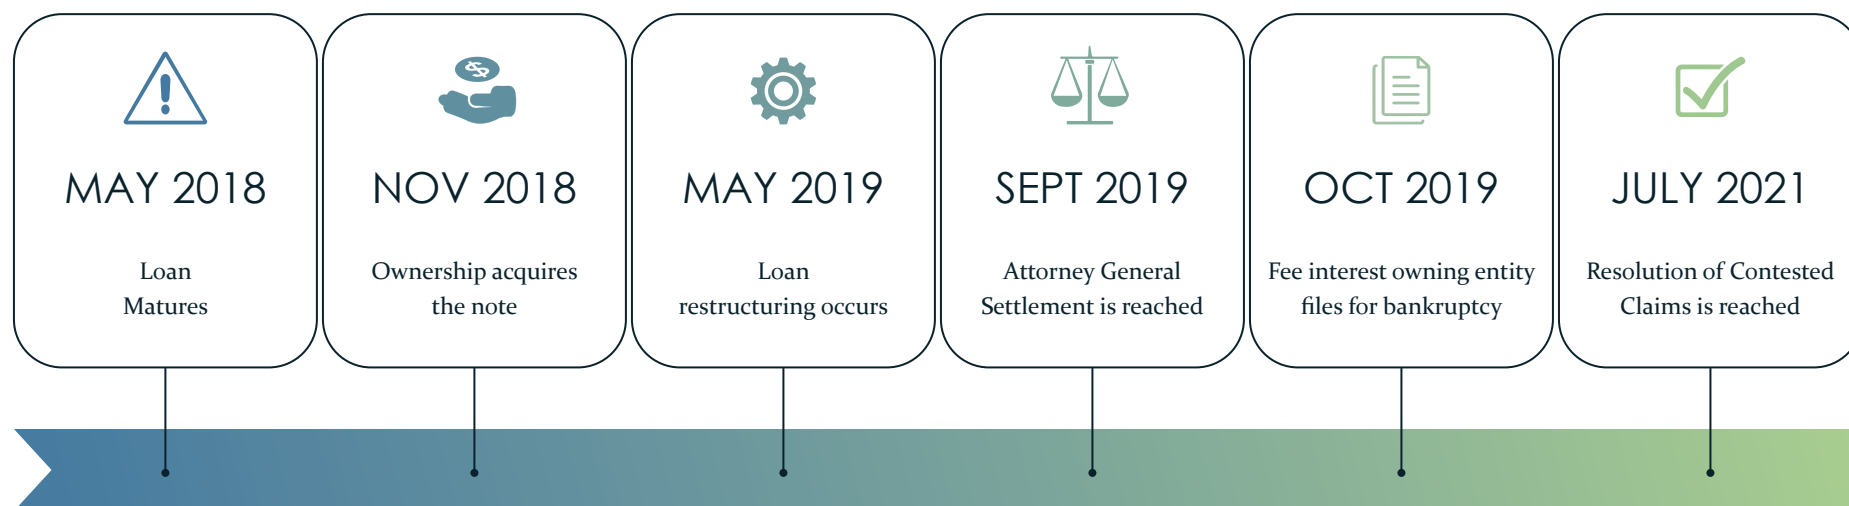 MAY 2018
Loan
Matures
NOV 2018
Ownership acquires
the note
MAY 2019
Loan
restructuring occurs
SEPT 2019
Attorney General
Settlement is reached
OCT 2019
Fee interest owning entity
files for bankruptcy
JULY 2021
Resolution of Contested
Claims is reached